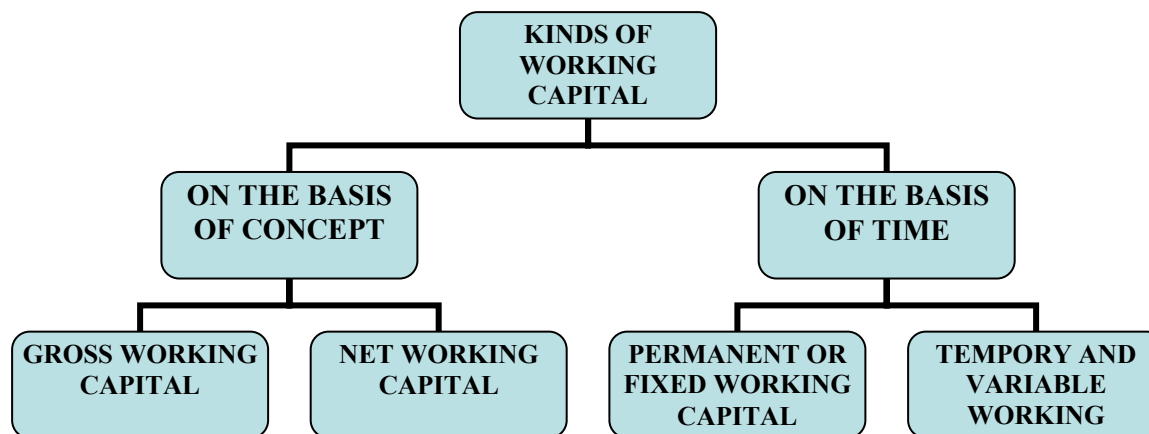 KINDS OF
WORKING
CAPITAL
ON THE BASIS
OF CONCEPT
ON THE BASIS
OF TIME
GROSS WORKING
CAPITAL
NET WORKING
CAPITAL
PERMANENT OR
FIXED WORKING
CAPITAL
TEMPORY AND
VARIABLE
WORKING